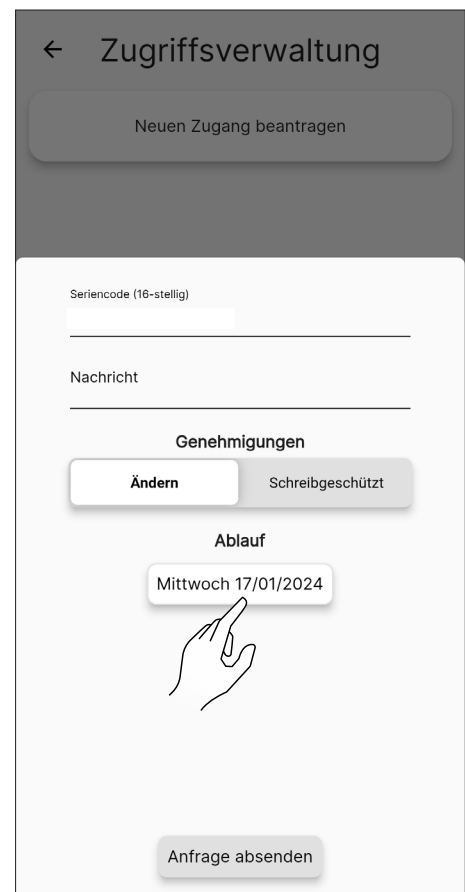 Zugriffsverwaltung
Neuen Zugang beantragen
Seriencode (16-stellig)
Nachricht
Genehmigungen
Ändern
Schreibgeschützt
Ablauf
Mittwoch 17/01/2024
Anfrage absenden